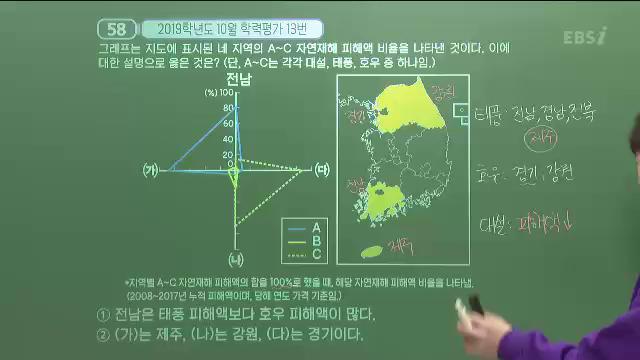 58
2019학년도 10월 학력평가 13번
EBSi
그래프는 지도에 표시된 네 지역의 A~C 자연재해 피해액 비율을 나타낸 것이다. 이에
대한 설명으로 옳은 것은? (단, A~C는 각각 대설, 태풍, 호우 중 하나임.)
전남
(%) 100
80
60
40
20
0
(가)
(다)
(나)
A
B
C
강원
경기
전남
제주
태풍: 전남, 경남, 전북
제주
호우: 경기, 강원
대설: 피해액↓
*지역별 A~C 자연재해 피해액의 합을 100%로 했을 때, 해당 자연재해 피해액 비율을 나타냄.
(2008~2017년 누적 피해액이며, 당해 연도 가격 기준임.)
① 전남은 태풍 피해액보다 호우 피해액이 많다.
② (가)는 제주, (나)는 강원, (다)는 경기이다.